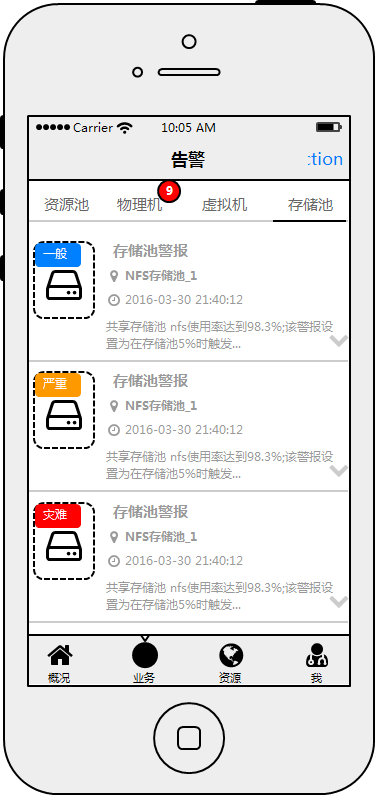 Carrier 10:05 AM
告警 :tion
资源池 物理机 9 虚拟机 存储池
一般 存储池警报
NFS存储池_1
2016-03-30 21:40:12
共享存储池 nfs使用率达到98.3%;该警报设
置为在存储池5%时触发...
严重 存储池警报
NFS存储池_1
2016-03-30 21:40:12
共享存储池 nfs使用率达到98.3%;该警报设
置为在存储池5%时触发...
灾难 存储池警报
NFS存储池_1
2016-03-30 21:40:12
共享存储池 nfs使用率达到98.3%;该警报设
置为在存储池5%时触发...
概况 业务 资源 我